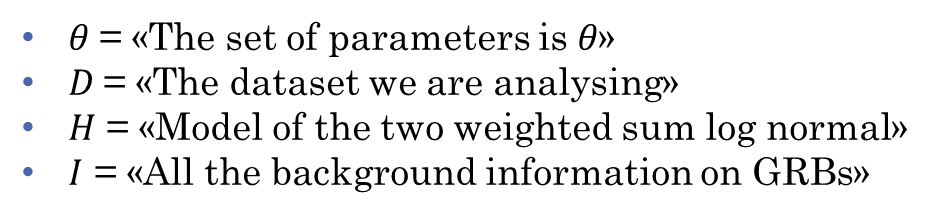 • θ = «The set of parameters is θ»
• D = «The dataset we are analysing»
• H = «Model of the two weighted sum log normal»
• I = «All the background information on GRBs»